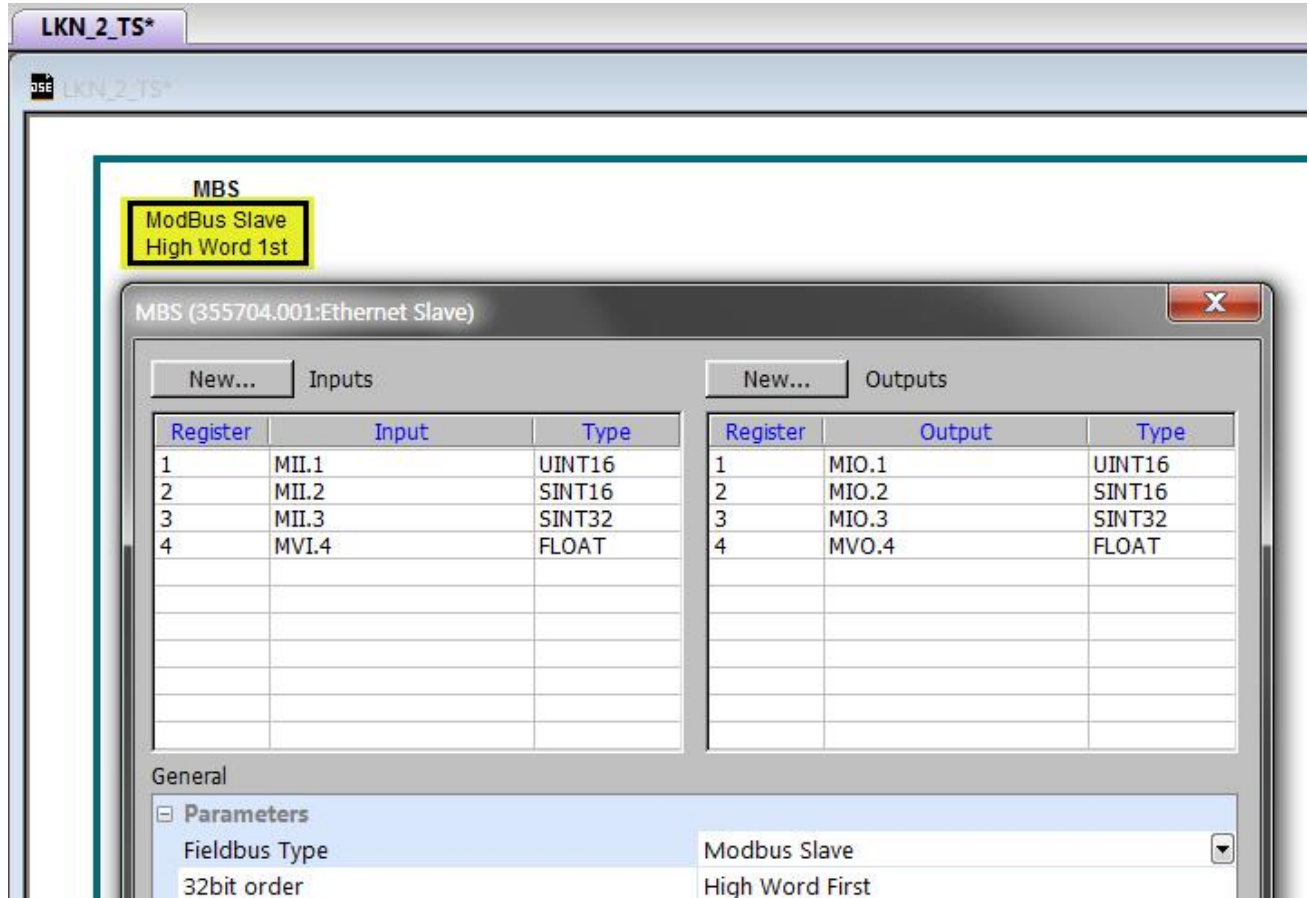 LKN_2_TS*
DSE LKN_2_TS*
MBS
ModBus Slave
High Word 1st
MBS (355704.001:Ethernet Slave)
X
New... Inputs New... Outputs
Register Input Type Register Output Type
1 MII.1 UINT16 1 MIO.1 UINT16
2 MII.2 SINT16 2 MIO.2 SINT16
3 MII.3 SINT32 3 MIO.3 SINT32
4 MVI.4 FLOAT 4 MVO.4 FLOAT
General
Parameters
Fieldbus Type Modbus Slave
32bit order High Word First